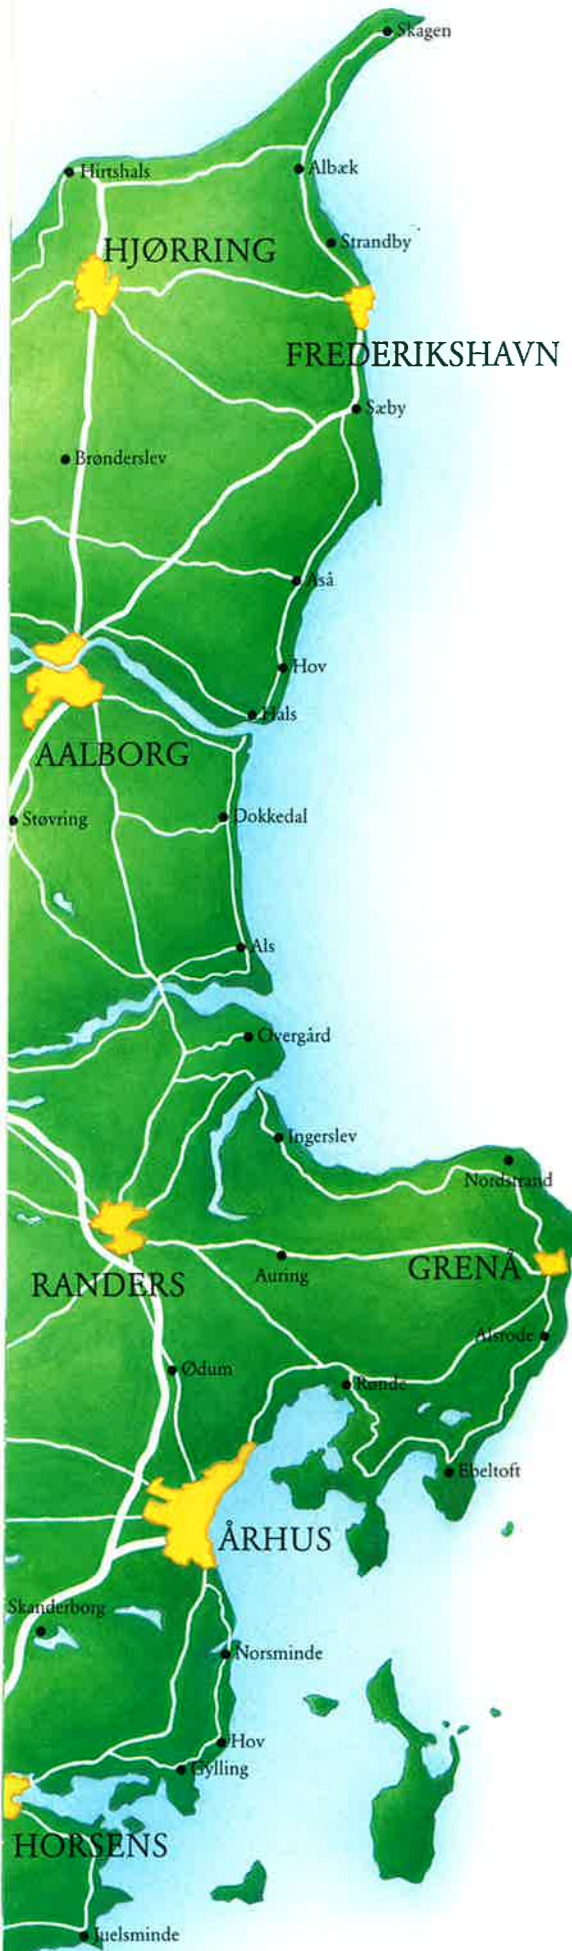 Skagen
Hirtshals
Albæk
Strandby
HJØRRING
FREDERIKSHAVN
Sæby
Brønderslev
Aså
Hov
Hals
AALBORG
Støvring
Dokkedal
Als
Overgård
Ingerslev
Nordstrand
Auring
GRENÅ
RANDERS
Alsrode
Ødum
Rønde
Ebeltoft
ÅRHUS
Skanderborg
Norsminde
Hov
Gylling
HORSENS
Juelsminde